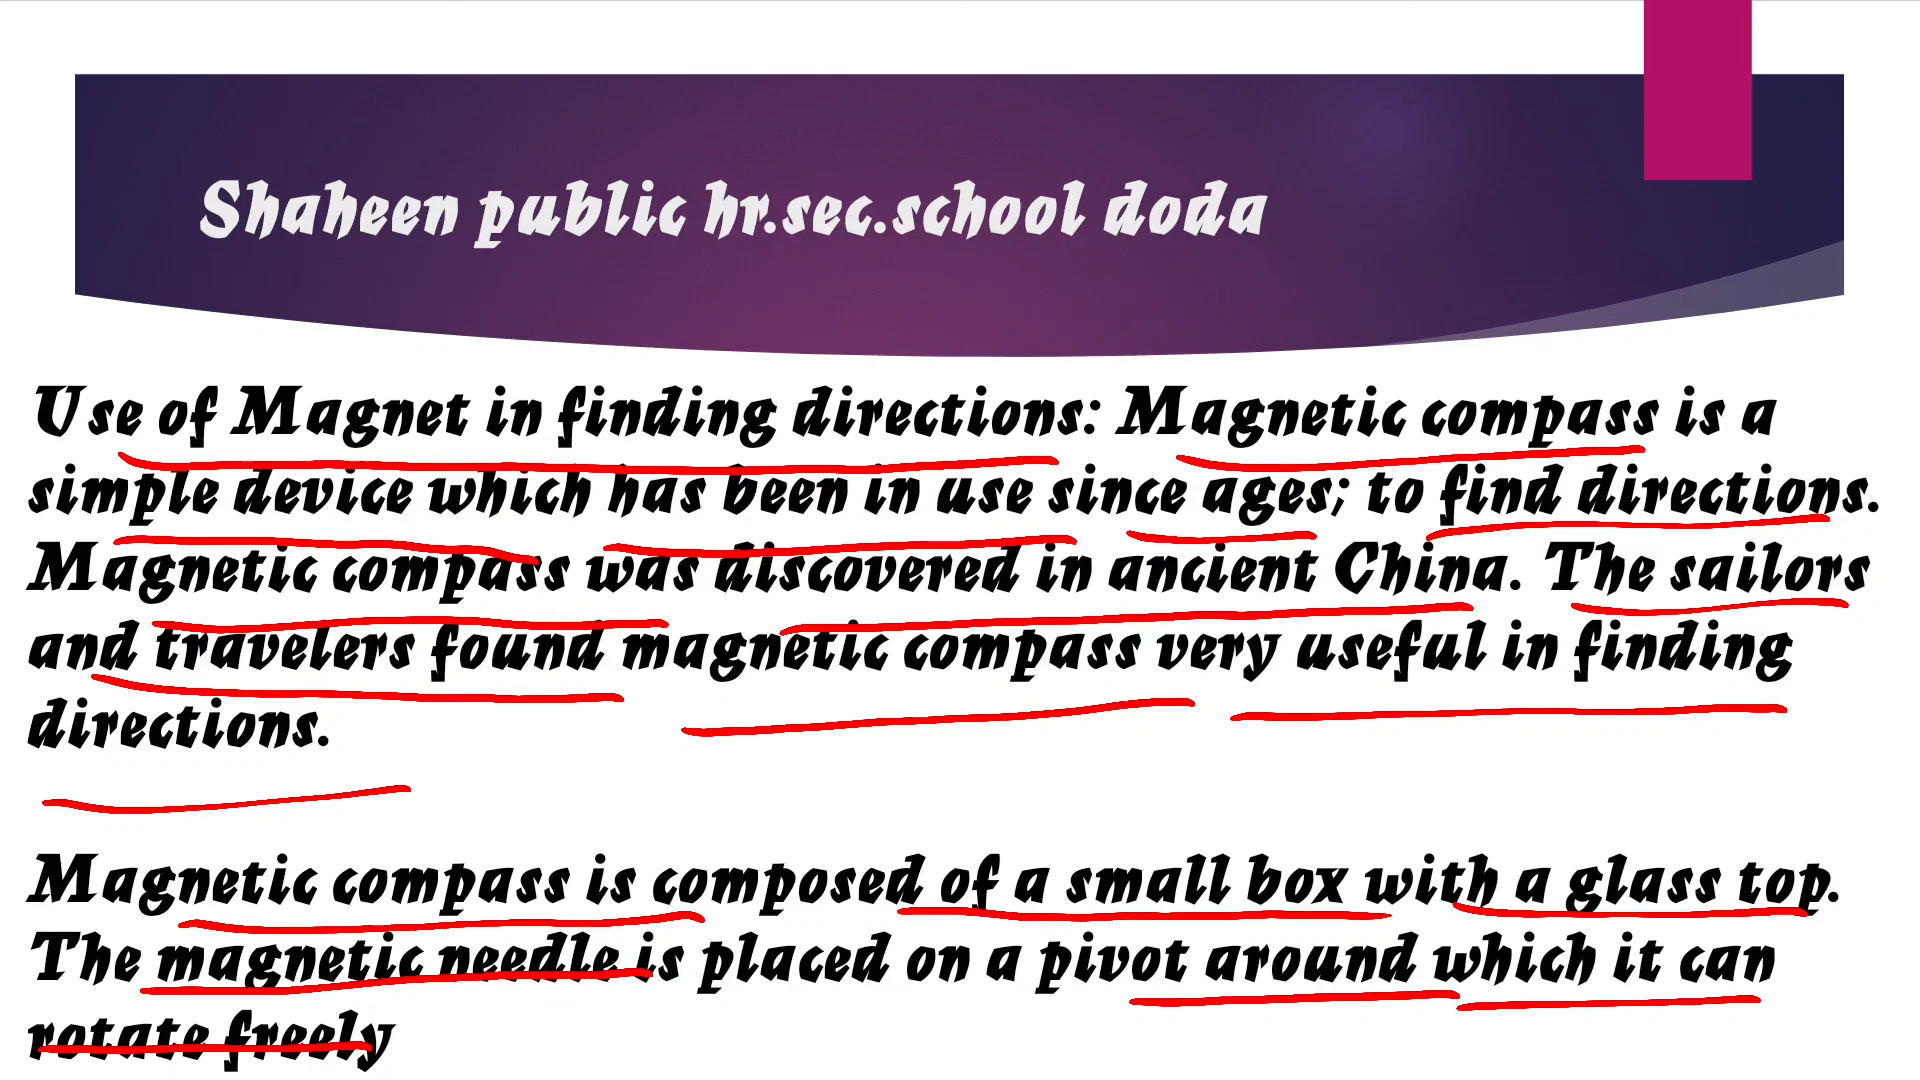 Shaheen public hr.sec.school doda
Use of Magnet in finding directions: Magnetic compass is a
simple device which has been in use since ages; to find directions.
Magnetic compass was discovered in ancient China. The sailors
and travelers found magnetic compass very useful in finding
directions.
Magnetic compass is composed of a small box with a glass top.
The magnetic needle is placed on a pivot around which it can
rotate freely